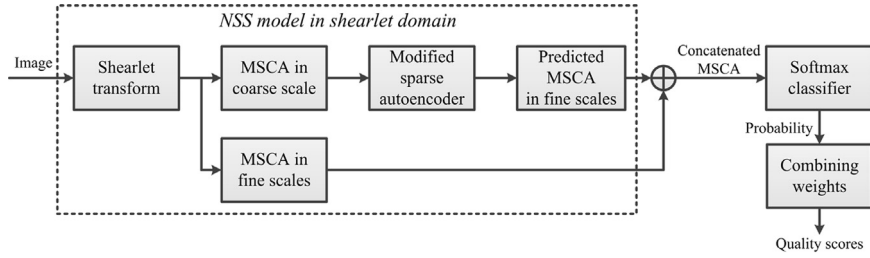 NSS model in shearlet domain
Image
Shearlet
transform
MSCA in
coarse scale
Modified
sparse
autoencoder
Predicted
MSCA
in fine scales
Concatenated
MSCA
Softmax
classifier
MSCA in
fine scales
Probability
Combining
weights
Quality scores